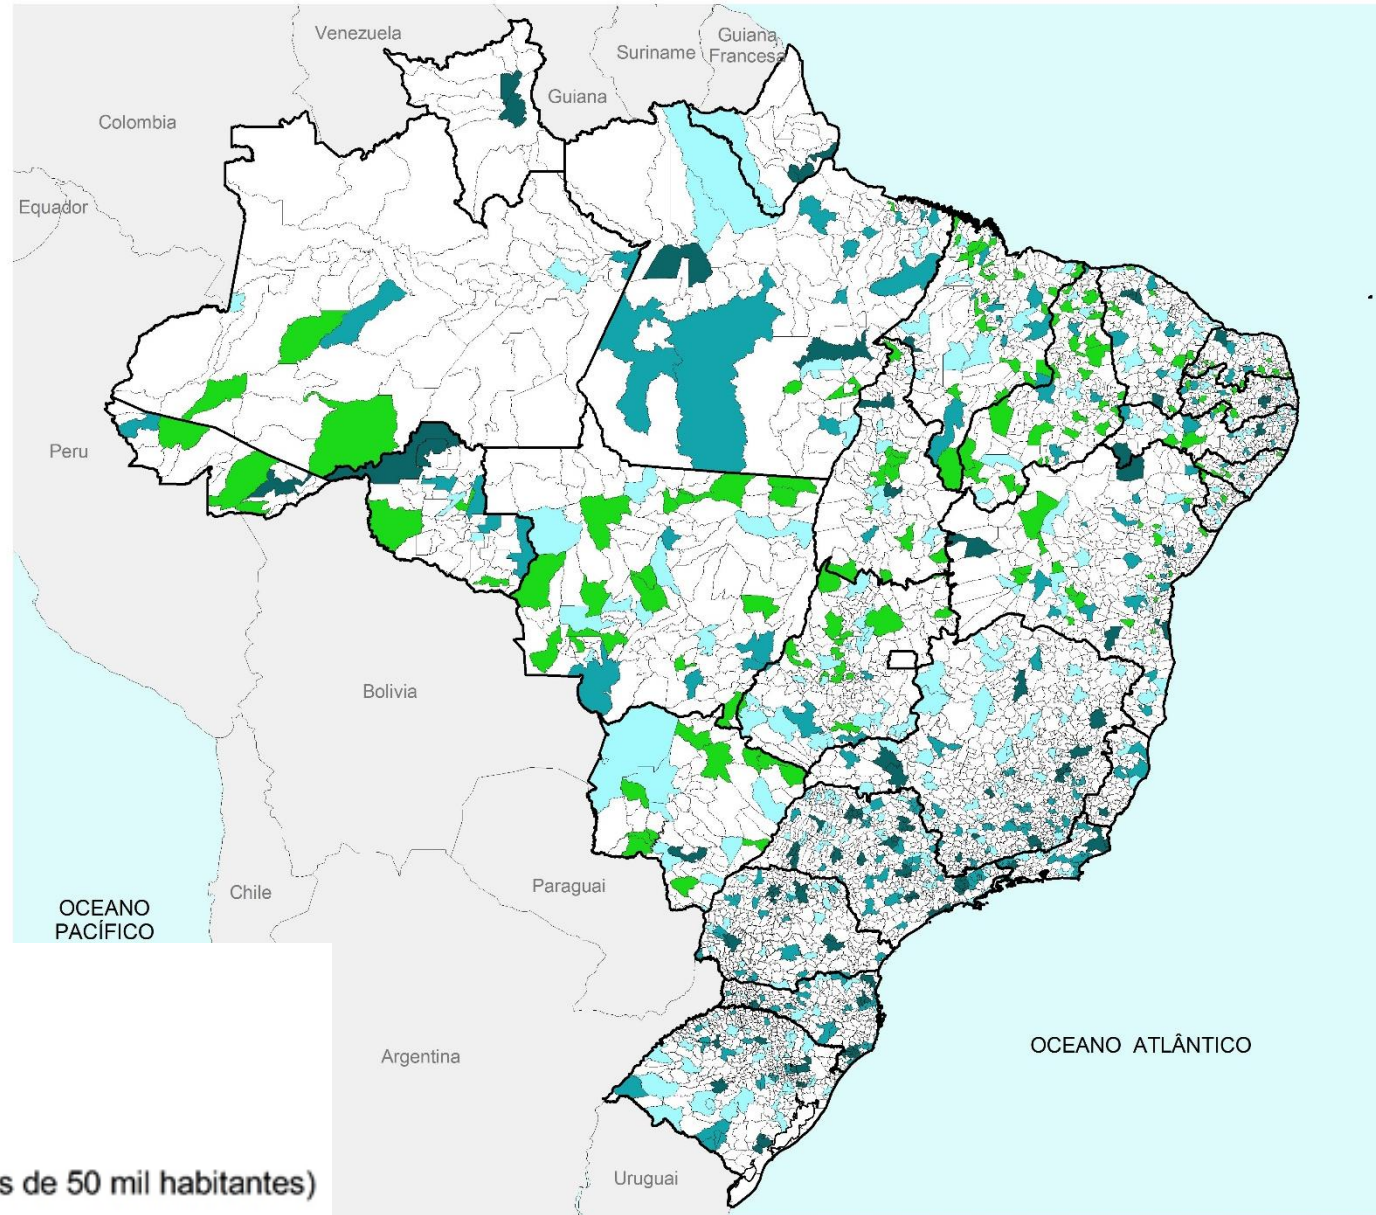 Venezuela
Suriname
Guiana
Francesa
Guiana
Colombia
Equador
Peru
Bolivia
Chile
Paraguai
OCEANO
PACÍFICO
Argentina
OCEANO ATLÂNTICO
Uruguai
s de 50 mil habitantes)